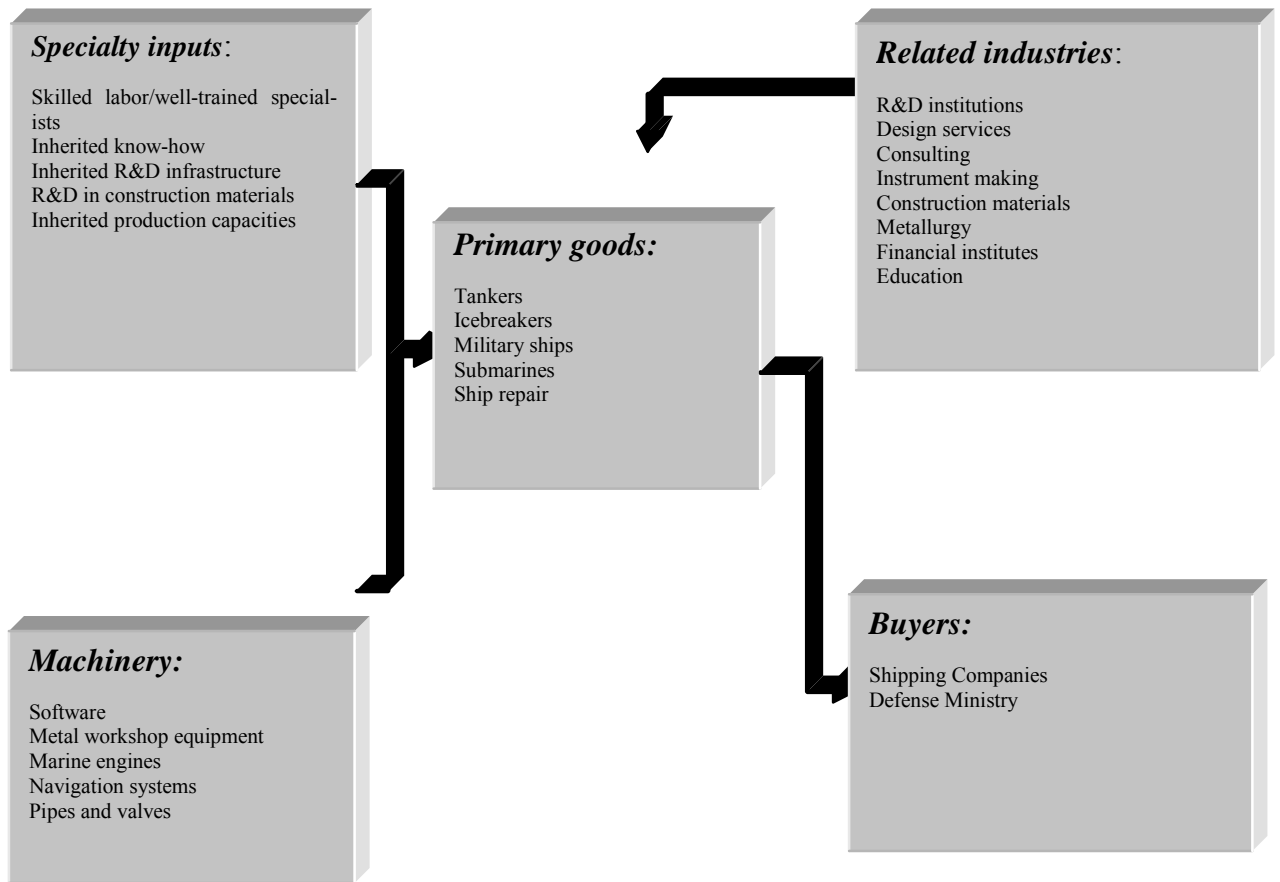 Specialty inputs:
Skilled labor/well-trained special-
ists
Inherited know-how
Inherited R&D infrastructure
R&D in construction materials
Inherited production capacities
Related industries:
R&D institutions
Design services
Consulting
Instrument making
Construction materials
Metallurgy
Financial institutes
Education
Primary goods:
Tankers
Icebreakers
Military ships
Submarines
Ship repair
Machinery:
Software
Metal workshop equipment
Marine engines
Navigation systems
Pipes and valves
Buyers:
Shipping Companies
Defense Ministry